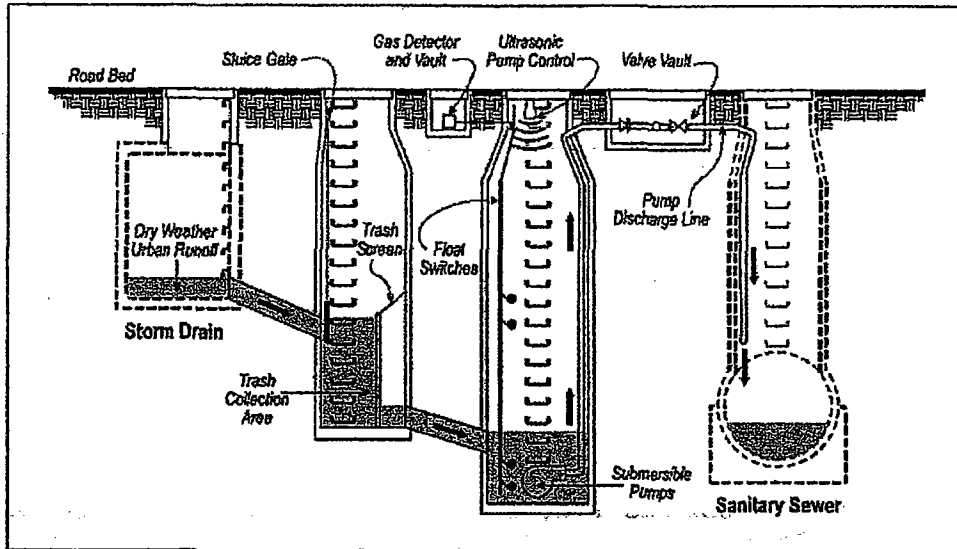 Road Bed
Sluice Gate
Gas Detector
and Vault
Ultrasonic
Pump Control
Valve Vault
Dry Weather
Urban Runoff
Trash
Screen
Float
Switches
Pump
Discharge
Line
Storm Drain
Trash
Collection
Area
Submersible
Pumps
Sanitary Sewer